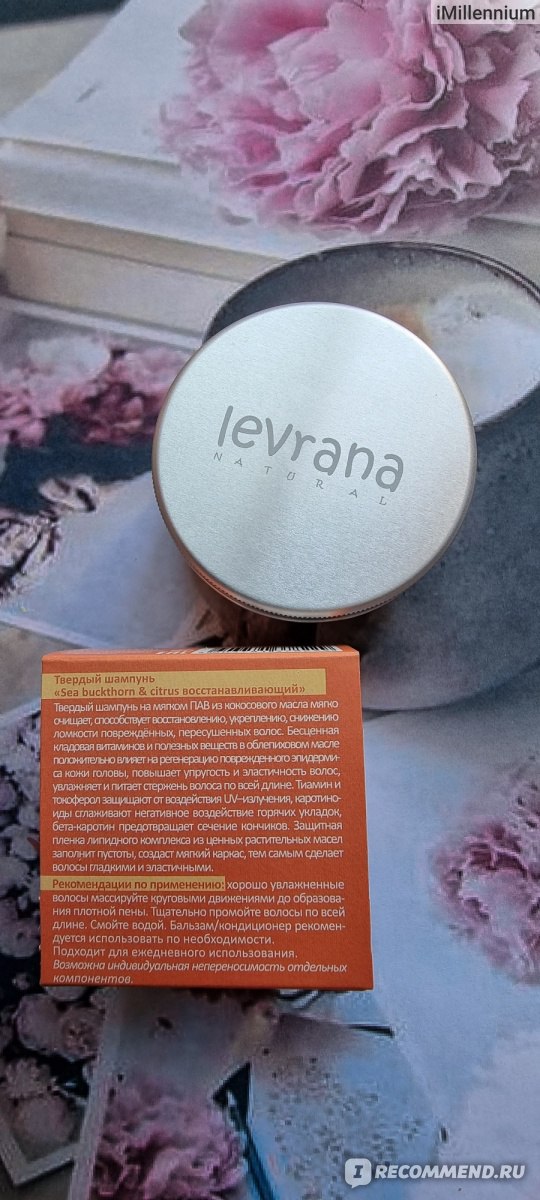 iMillennium
levrana
NATURAL
Твердый шампунь
«Sea buckthorn & citrus восстанавливающий»
Твердый шампунь на мягком ПАВ из кокосового масла мягко
очищает, способствует восстановлению, укреплению, снижению
ломкости повреждённых, пересушенных волос. Бесценная
кладовая витаминов и полезных веществ в облепиховом масле
положительно влияет на регенерацию поврежденного эпидерми-
са кожи головы, повышает упругость и эластичность волос,
увлажняет и питает стержень волоса по всей длине. Тиамин и
токоферол защищают от воздействия UV–излучения, каротино-
иды сглаживают негативное воздействие горячих укладок,
бета-каротин предотвращает сечение кончиков. Защитная
пленка липидного комплекса из ценных растительных масел
заполнит пустоты, создаст мягкий каркас, тем самым сделает
волосы гладкими и эластичными.
Рекомендации по применению: хорошо увлажненные
волосы массируйте круговыми движениями до образова-
ния плотной пены. Тщательно промойте волосы по всей
длине. Смойте водой. Бальзам/кондиционер рекомен-
дуется использовать по необходимости.
Подходит для ежедневного использования.
Возможна индивидуальная непереносимость отдельных
компонентов.
I RECOMMEND.RU